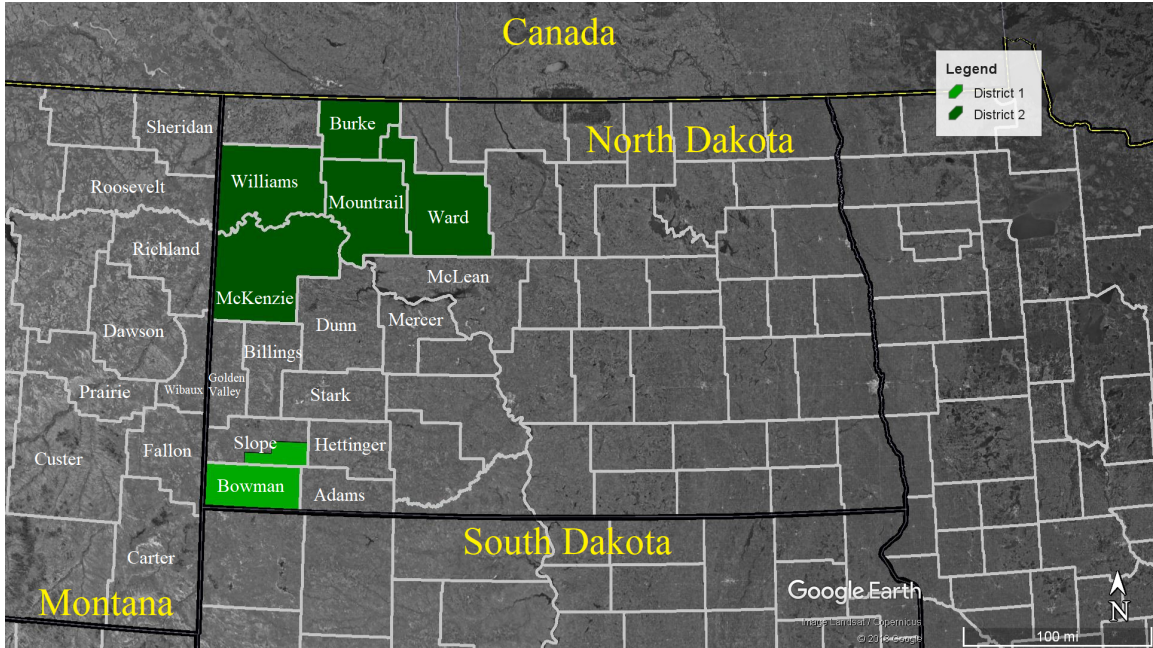 Canada
Legend
District 1
District 2
North Dakota
Sheridan
Burke
Roosevelt
Williams
Mountrail
Ward
Richland
McLean
McKenzie
Dawson
Dunn
Mercer
Billings
Prairie
Wibaux
Golden
Valley
Stark
Slope
Hettinger
Fallon
Custer
Bowman
Adams
South Dakota
Carter
Montana
Google Earth
Image Landsat / Copernicus
© 2018 Google
N
100 mi